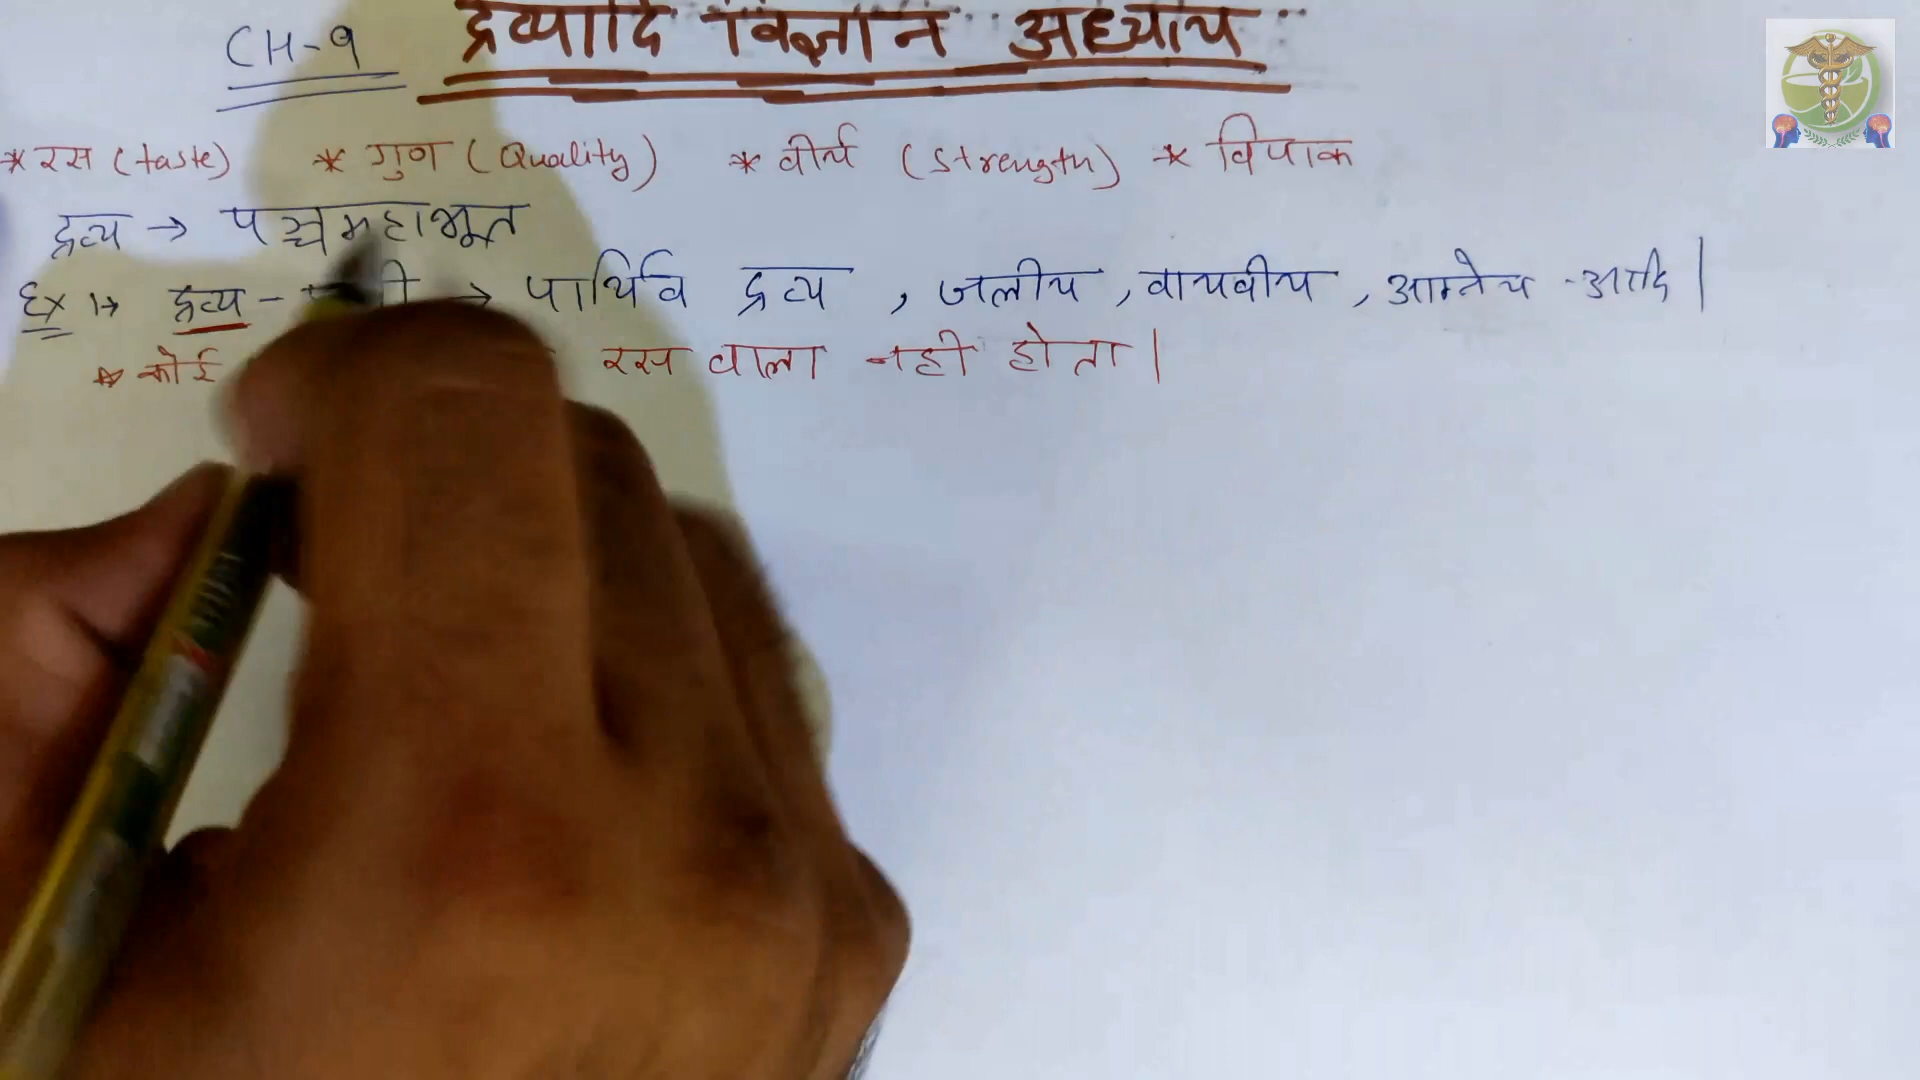 CH-9 द्रव्यादि विज्ञान अध्याय
* रस (taste) * गुण (Quality) * वीर्य (Strength) * विपाक
द्रव्य → पञ्चमहाभूत
Ex 1→ द्रव्य - → पार्थिव द्रव्य , जलीय , वायवीय , आग्नेय - आदि |
* कोई रस वाला नही होता |